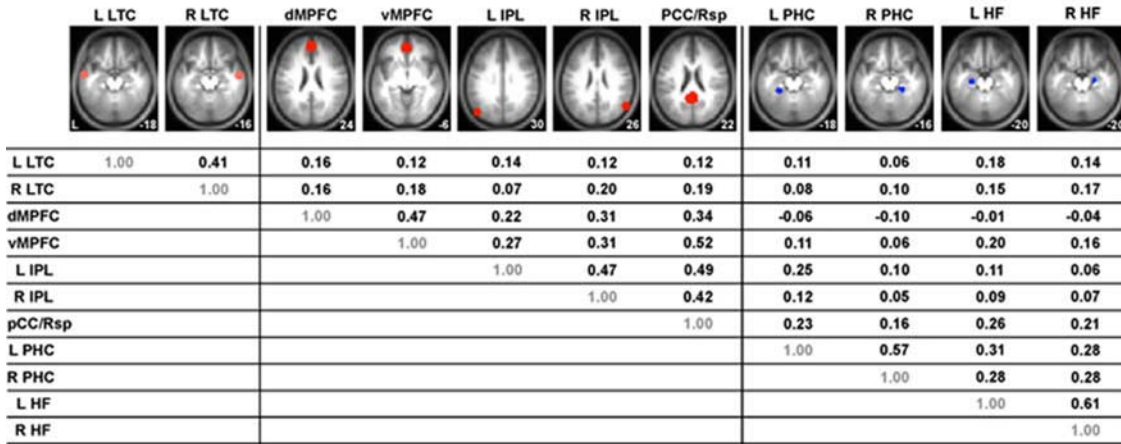 L LTC R LTC dMPFC vMPFC L IPL R IPL PCC/Rsp L PHC R PHC L HF R HF
L -18 -16 24 -6 30 26 22 -18 -16 -20 -20
L LTC 1.00 0.41 0.16 0.12 0.14 0.12 0.12 0.11 0.06 0.18 0.14
R LTC 1.00 0.16 0.18 0.07 0.20 0.19 0.08 0.10 0.15 0.17
dMPFC 1.00 0.47 0.22 0.31 0.34 -0.06 -0.10 -0.01 -0.04
vMPFC 1.00 0.27 0.31 0.52 0.11 0.06 0.20 0.16
L IPL 1.00 0.47 0.49 0.25 0.10 0.11 0.06
R IPL 1.00 0.42 0.12 0.05 0.09 0.07
pCC/Rsp 1.00 0.23 0.16 0.26 0.21
L PHC 1.00 0.57 0.31 0.28
R PHC 1.00 0.28 0.28
L HF 1.00 0.61
R HF 1.00